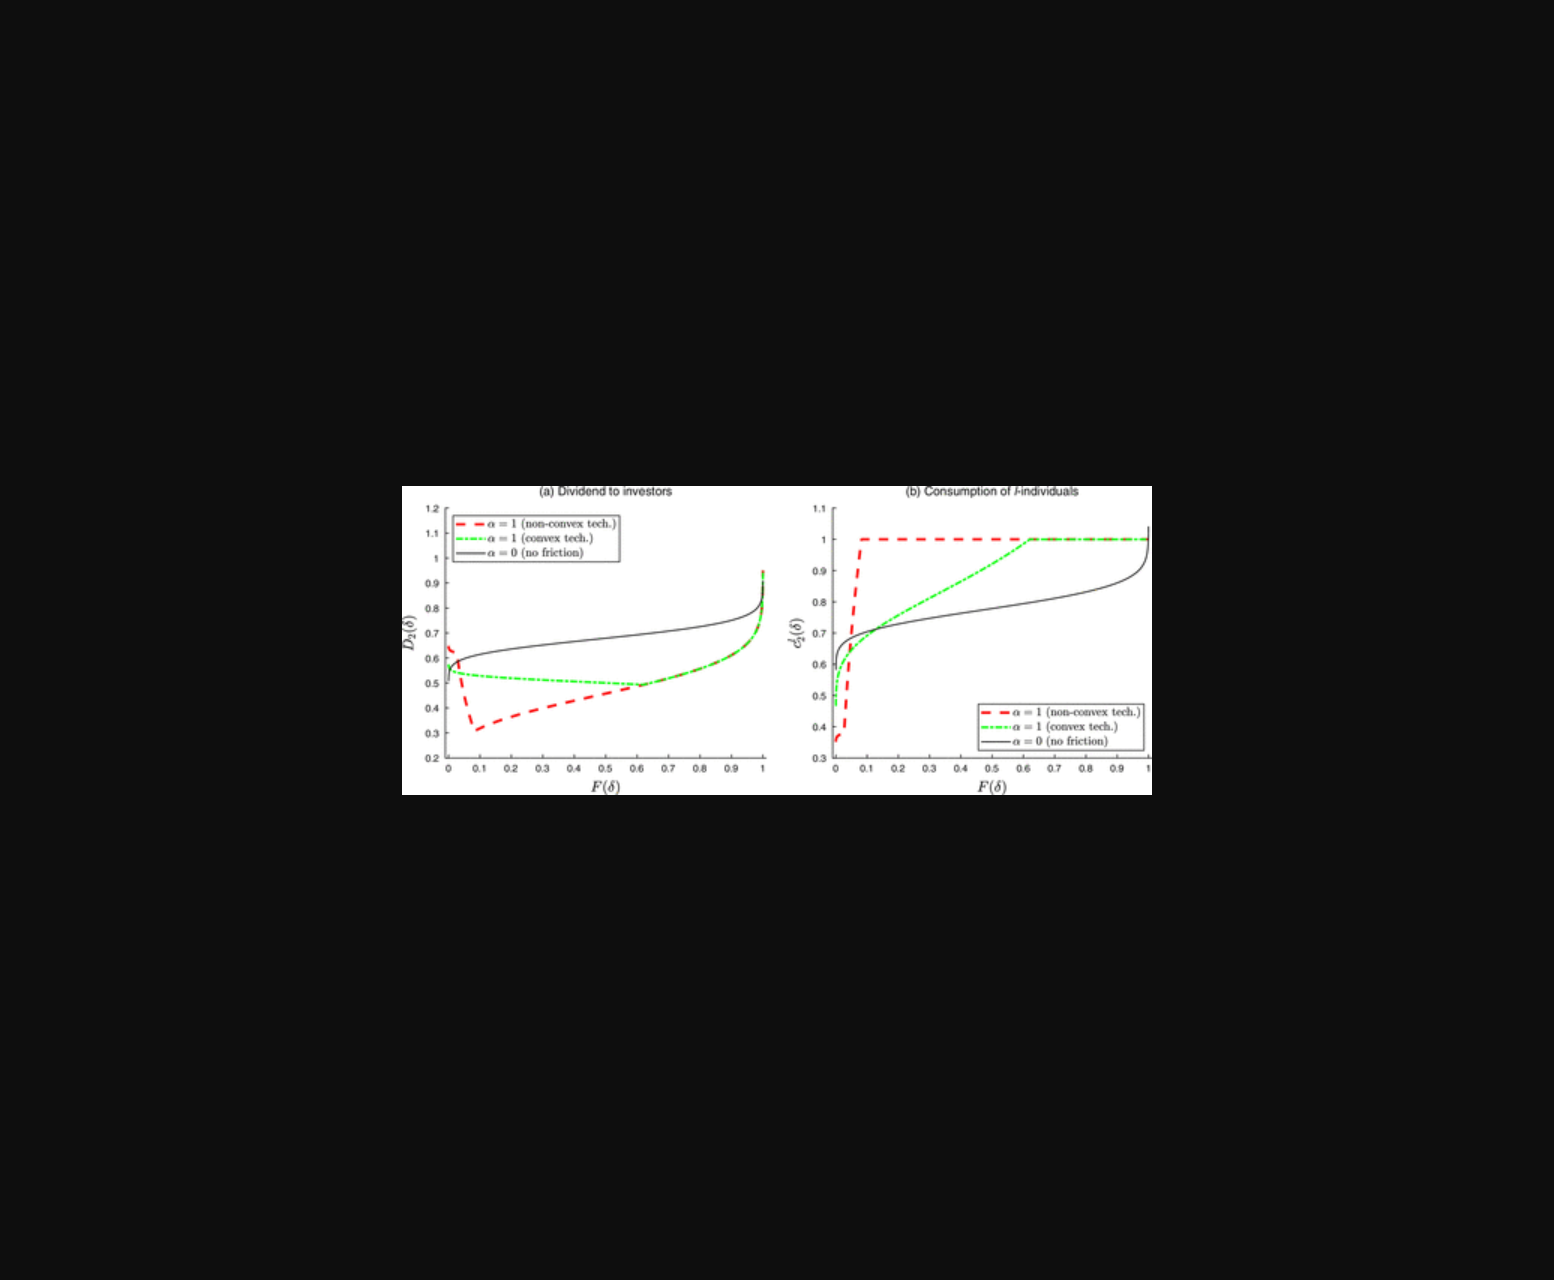 (a) Dividend to investors
1.2
1.1
1
0.9
0.8
0.7
0.6
0.5
0.4
0.3
0.2
D₂(δ)
α = 1 (non-convex tech.)
α = 1 (convex tech.)
α = 0 (no friction)
0 0.1 0.2 0.3 0.4 0.5 0.6 0.7 0.8 0.9 1
F(δ)
(b) Consumption of l-individuals
1.1
1
0.9
0.8
0.7
0.6
0.5
0.4
0.3
c₂ˡ(δ)
α = 1 (non-convex tech.)
α = 1 (convex tech.)
α = 0 (no friction)
0 0.1 0.2 0.3 0.4 0.5 0.6 0.7 0.8 0.9 1
F(δ)